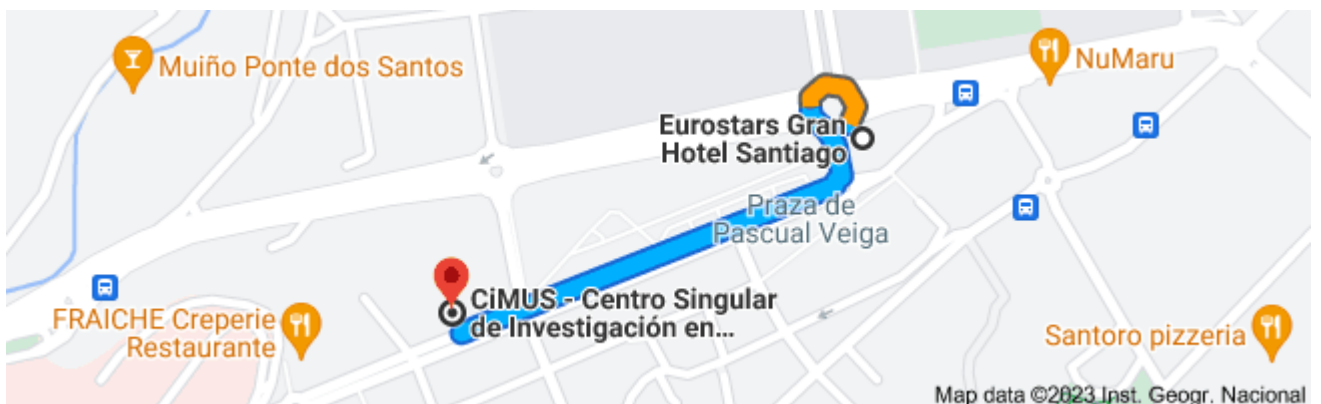 Muiño Ponte dos Santos
NuMaru
Eurostars Gran
Hotel Santiago
Praza de
Pascual Veiga
CiMUS - Centro Singular
de Investigación en...
FRAICHE Creperie
Restaurante
Santoro pizzeria
Map data ©2023 Inst. Geogr. Nacional